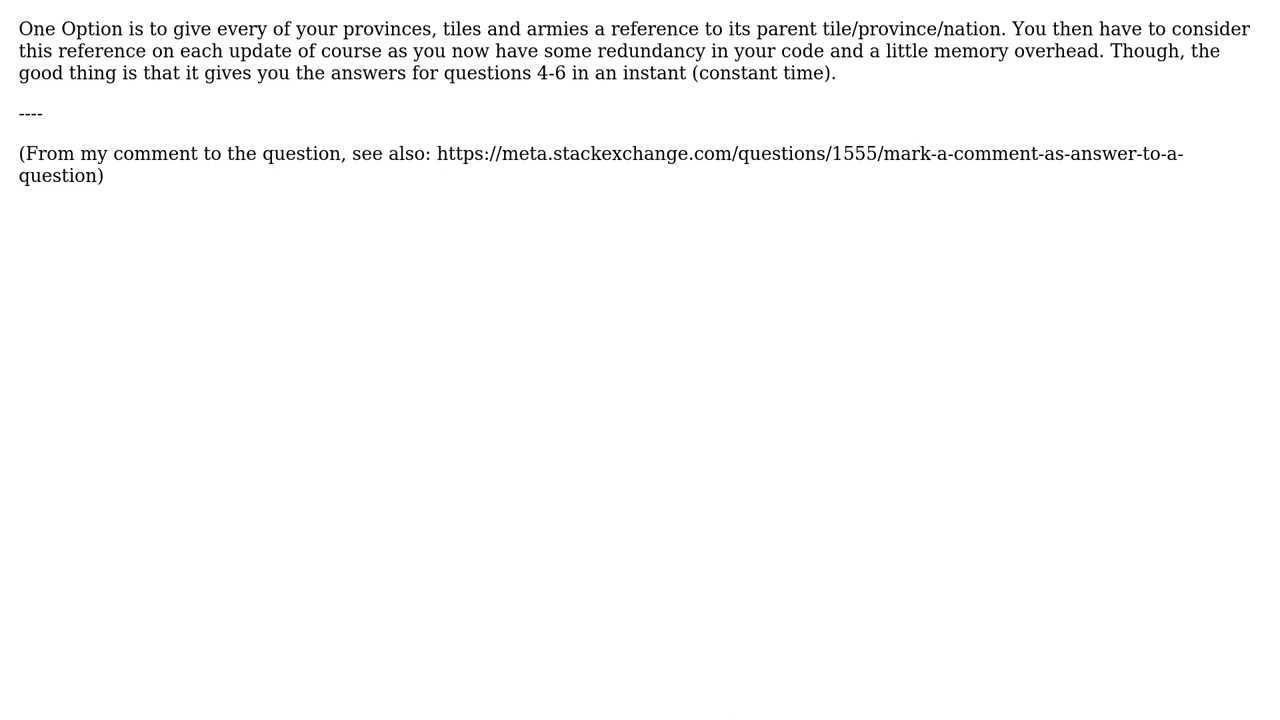 One Option is to give every of your provinces, tiles and armies a reference to its parent tile/province/nation. You then have to consider
this reference on each update of course as you now have some redundancy in your code and a little memory overhead. Though, the
good thing is that it gives you the answers for questions 4-6 in an instant (constant time).
----
(From my comment to the question, see also: https://meta.stackexchange.com/questions/1555/mark-a-comment-as-answer-to-a-
question)